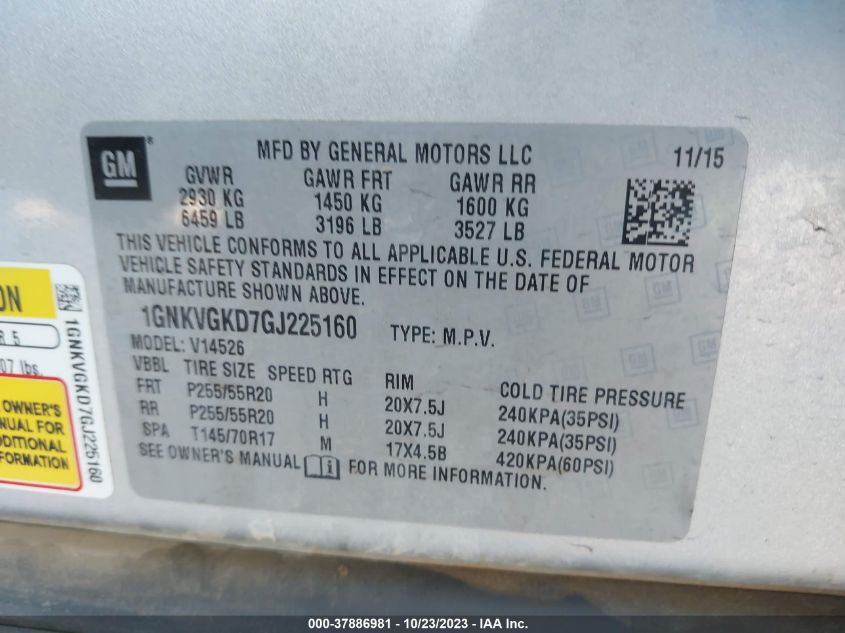 GM
MFD BY GENERAL MOTORS LLC
11/15
GVWR GAWR FRT GAWR RR
2930 KG 1450 KG 1600 KG
6459 LB 3196 LB 3527 LB
THIS VEHICLE CONFORMS TO ALL APPLICABLE U.S. FEDERAL MOTOR
VEHICLE SAFETY STANDARDS IN EFFECT ON THE DATE OF
MANUFACTURE SHOWN ABOVE.
1GNKVGKD7GJ225160 TYPE: M.P.V.
MODEL: V14526
VBBL TIRE SIZE SPEED RTG RIM COLD TIRE PRESSURE
FRT P255/55R20 H 20X7.5J 240KPA(35PSI)
RR P255/55R20 H 20X7.5J 240KPA(35PSI)
SPA T145/70R17 M 17X4.5B 420KPA(60PSI)
SEE OWNER'S MANUAL FOR MORE INFORMATION.
1GNKVGKD7GJ225160
R 5
07 lbs.
OWNER'S
FOR
INFORMATION
000-37886981 - 10/23/2023 - IAA Inc.